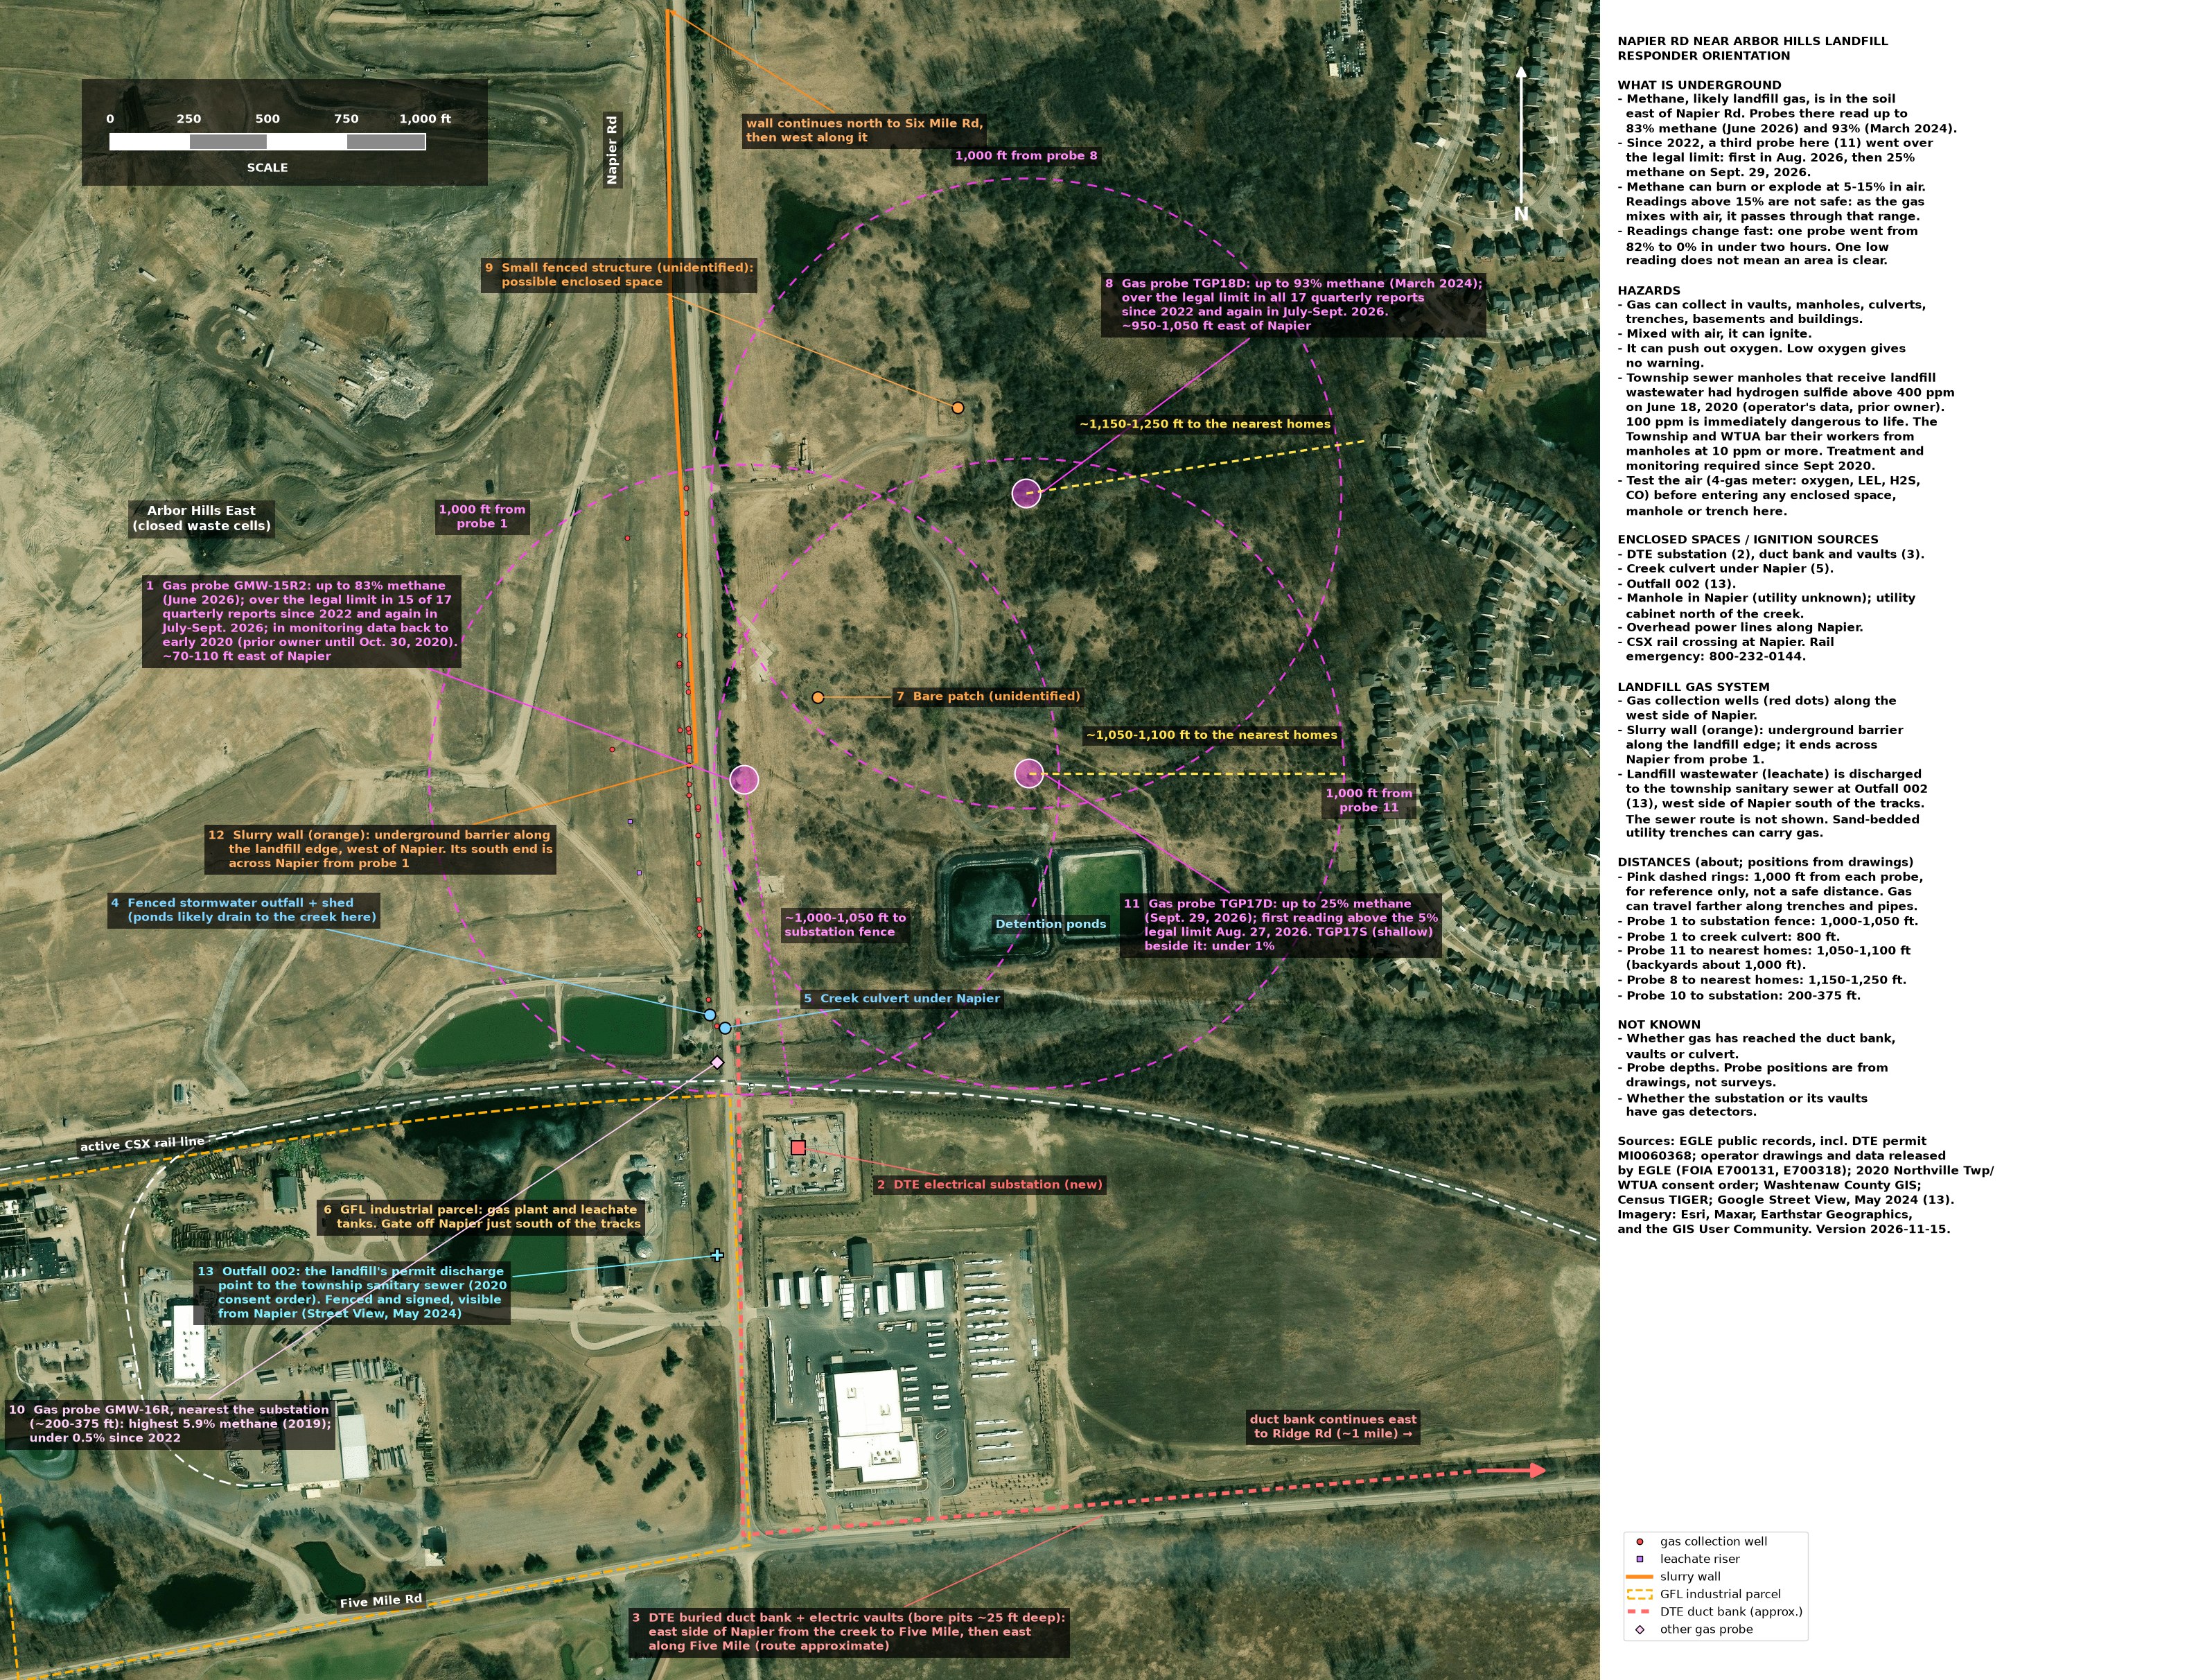 0 250 500 750 1,000 ft
SCALE
Napier Rd
wall continues north to Six Mile Rd,
then west along it
1,000 ft from probe 8
N
9 Small fenced structure (unidentified):
possible enclosed space
8 Gas probe TGP18D: up to 93% methane (March 2024);
over the legal limit in all 17 quarterly reports
since 2022 and again in July-Sept. 2026.
~950-1,050 ft east of Napier
~1,150-1,250 ft to the nearest homes
Arbor Hills East
(closed waste cells)
1,000 ft from
probe 1
1 Gas probe GMW-15R2: up to 83% methane
(June 2026); over the legal limit in 15 of 17
quarterly reports since 2022 and again in
July-Sept. 2026; in monitoring data back to
early 2020 (prior owner until Oct. 30, 2020).
~70-110 ft east of Napier
7 Bare patch (unidentified)
~1,050-1,100 ft to the nearest homes
1,000 ft from
probe 11
12 Slurry wall (orange): underground barrier along
the landfill edge, west of Napier. Its south end is
across Napier from probe 1
4 Fenced stormwater outfall + shed
(ponds likely drain to the creek here)
~1,000-1,050 ft to
substation fence
Detention ponds
11 Gas probe TGP17D: up to 25% methane
(Sept. 29, 2026); first reading above the 5%
legal limit Aug. 27, 2026. TGP17S (shallow)
beside it: under 1%
5 Creek culvert under Napier
active CSX rail line
2 DTE electrical substation (new)
6 GFL industrial parcel: gas plant and leachate
tanks. Gate off Napier just south of the tracks
13 Outfall 002: the landfill's permit discharge
point to the township sanitary sewer (2020
consent order). Fenced and signed, visible
from Napier (Street View, May 2024)
10 Gas probe GMW-16R, nearest the substation
(~200-375 ft): highest 5.9% methane (2019);
under 0.5% since 2022
duct bank continues east
to Ridge Rd (~1 mile) →
Five Mile Rd
3 DTE buried duct bank + electric vaults (bore pits ~25 ft deep):
east side of Napier from the creek to Five Mile, then east
along Five Mile (route approximate)
NAPIER RD NEAR ARBOR HILLS LANDFILL
RESPONDER ORIENTATION
WHAT IS UNDERGROUND
- Methane, likely landfill gas, is in the soil
east of Napier Rd. Probes there read up to
83% methane (June 2026) and 93% (March 2024).
- Since 2022, a third probe here (11) went over
the legal limit: first in Aug. 2026, then 25%
methane on Sept. 29, 2026.
- Methane can burn or explode at 5-15% in air.
Readings above 15% are not safe: as the gas
mixes with air, it passes through that range.
- Readings change fast: one probe went from
82% to 0% in under two hours. One low
reading does not mean an area is clear.
HAZARDS
- Gas can collect in vaults, manholes, culverts,
trenches, basements and buildings.
- Mixed with air, it can ignite.
- It can push out oxygen. Low oxygen gives
no warning.
- Township sewer manholes that receive landfill
wastewater had hydrogen sulfide above 400 ppm
on June 18, 2020 (operator's data, prior owner).
100 ppm is immediately dangerous to life. The
Township and WTUA bar their workers from
manholes at 10 ppm or more. Treatment and
monitoring required since Sept 2020.
- Test the air (4-gas meter: oxygen, LEL, H2S,
CO) before entering any enclosed space,
manhole or trench here.
ENCLOSED SPACES / IGNITION SOURCES
- DTE substation (2), duct bank and vaults (3).
- Creek culvert under Napier (5).
- Outfall 002 (13).
- Manhole in Napier (utility unknown); utility
cabinet north of the creek.
- Overhead power lines along Napier.
- CSX rail crossing at Napier. Rail
emergency: 800-232-0144.
LANDFILL GAS SYSTEM
- Gas collection wells (red dots) along the
west side of Napier.
- Slurry wall (orange): underground barrier
along the landfill edge; it ends across
Napier from probe 1.
- Landfill wastewater (leachate) is discharged
to the township sanitary sewer at Outfall 002
(13), west side of Napier south of the tracks.
The sewer route is not shown. Sand-bedded
utility trenches can carry gas.
DISTANCES (about; positions from drawings)
- Pink dashed rings: 1,000 ft from each probe,
for reference only, not a safe distance. Gas
can travel farther along trenches and pipes.
- Probe 1 to substation fence: 1,000-1,050 ft.
- Probe 1 to creek culvert: 800 ft.
- Probe 11 to nearest homes: 1,050-1,100 ft
(backyards about 1,000 ft).
- Probe 8 to nearest homes: 1,150-1,250 ft.
- Probe 10 to substation: 200-375 ft.
NOT KNOWN
- Whether gas has reached the duct bank,
vaults or culvert.
- Probe depths. Probe positions are from
drawings, not surveys.
- Whether the substation or its vaults
have gas detectors.
Sources: EGLE public records, incl. DTE permit
MI0060368; operator drawings and data released
by EGLE (FOIA E700131, E700318); 2020 Northville Twp/
WTUA consent order; Washtenaw County GIS;
Census TIGER; Google Street View, May 2024 (13).
Imagery: Esri, Maxar, Earthstar Geographics,
and the GIS User Community. Version 2026-11-15.
gas collection well
leachate riser
slurry wall
GFL industrial parcel
DTE duct bank (approx.)
other gas probe